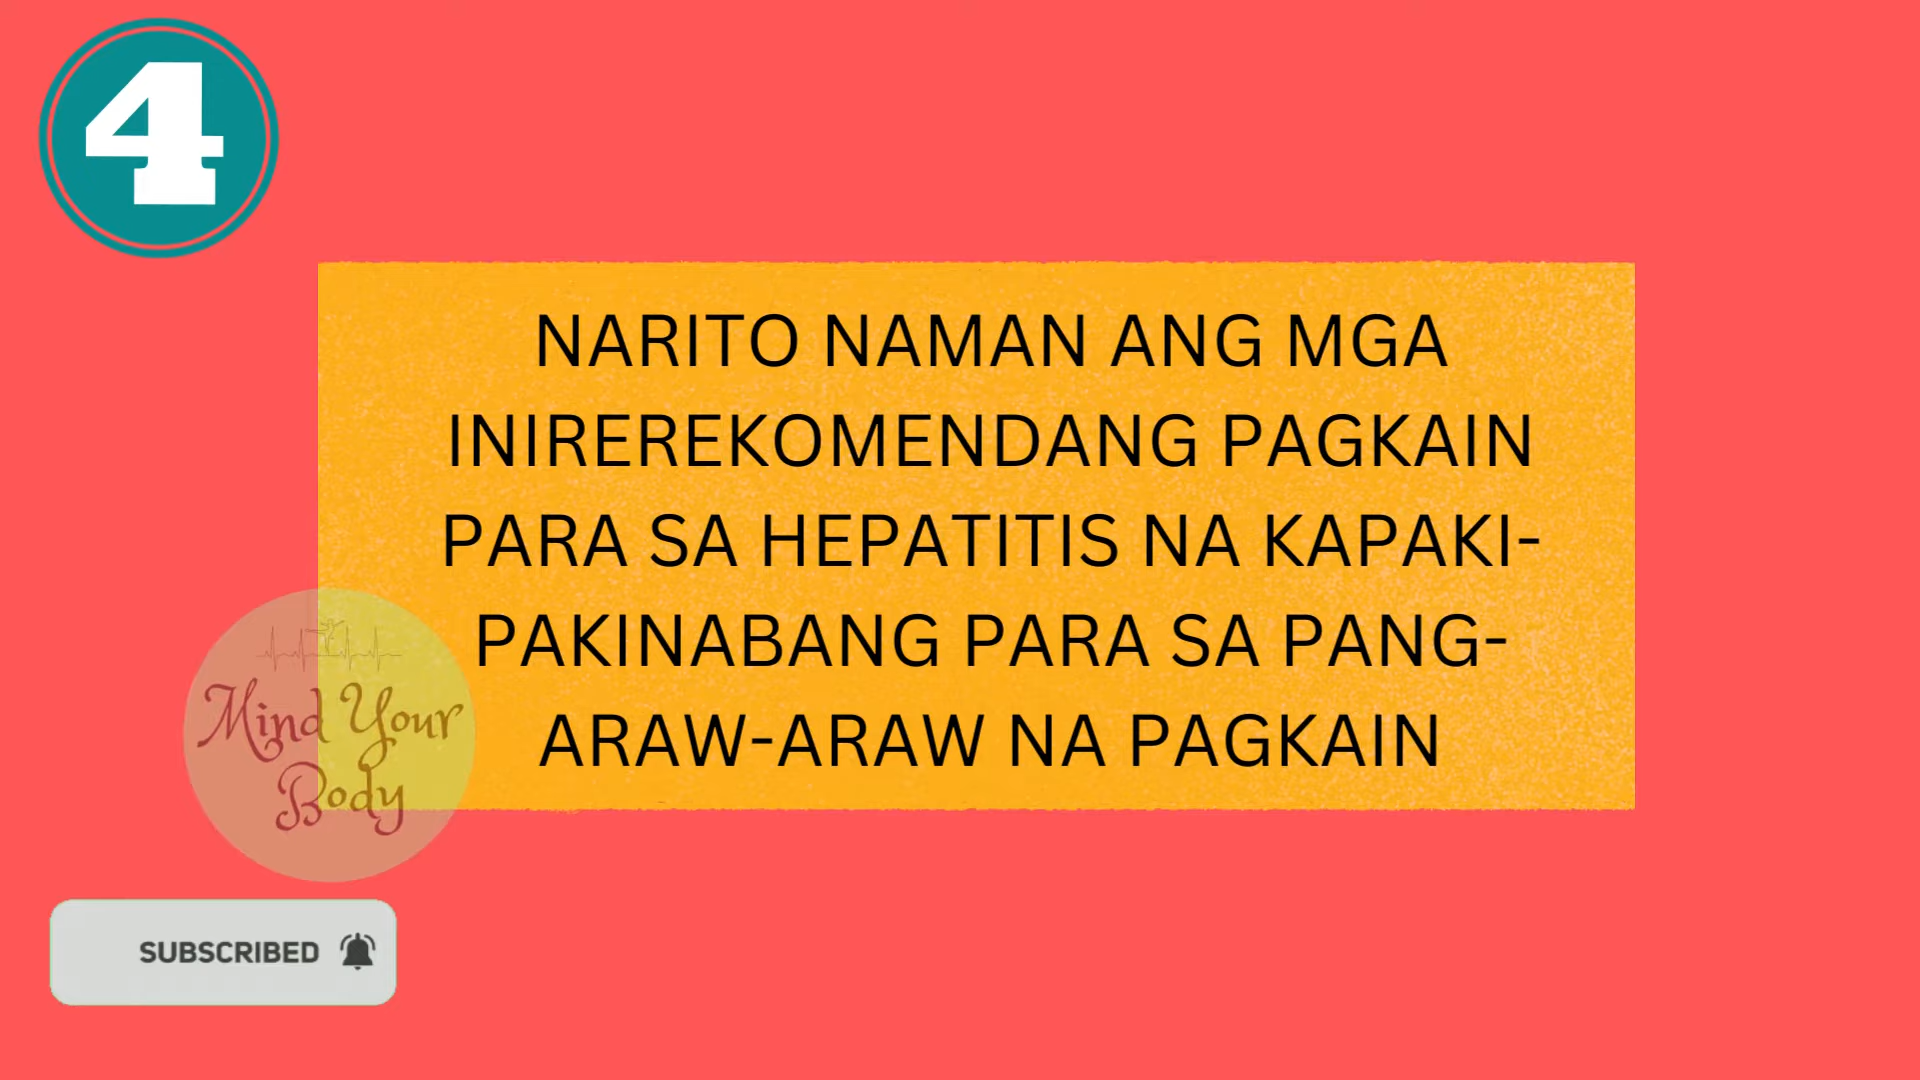 4
NARITO NAMAN ANG MGA
INIREREKOMENDANG PAGKAIN
PARA SA HEPATITIS NA KAPAKI-
PAKINABANG PARA SA PANG-
ARAW-ARAW NA PAGKAIN
Mind Your
Body
SUBSCRIBED